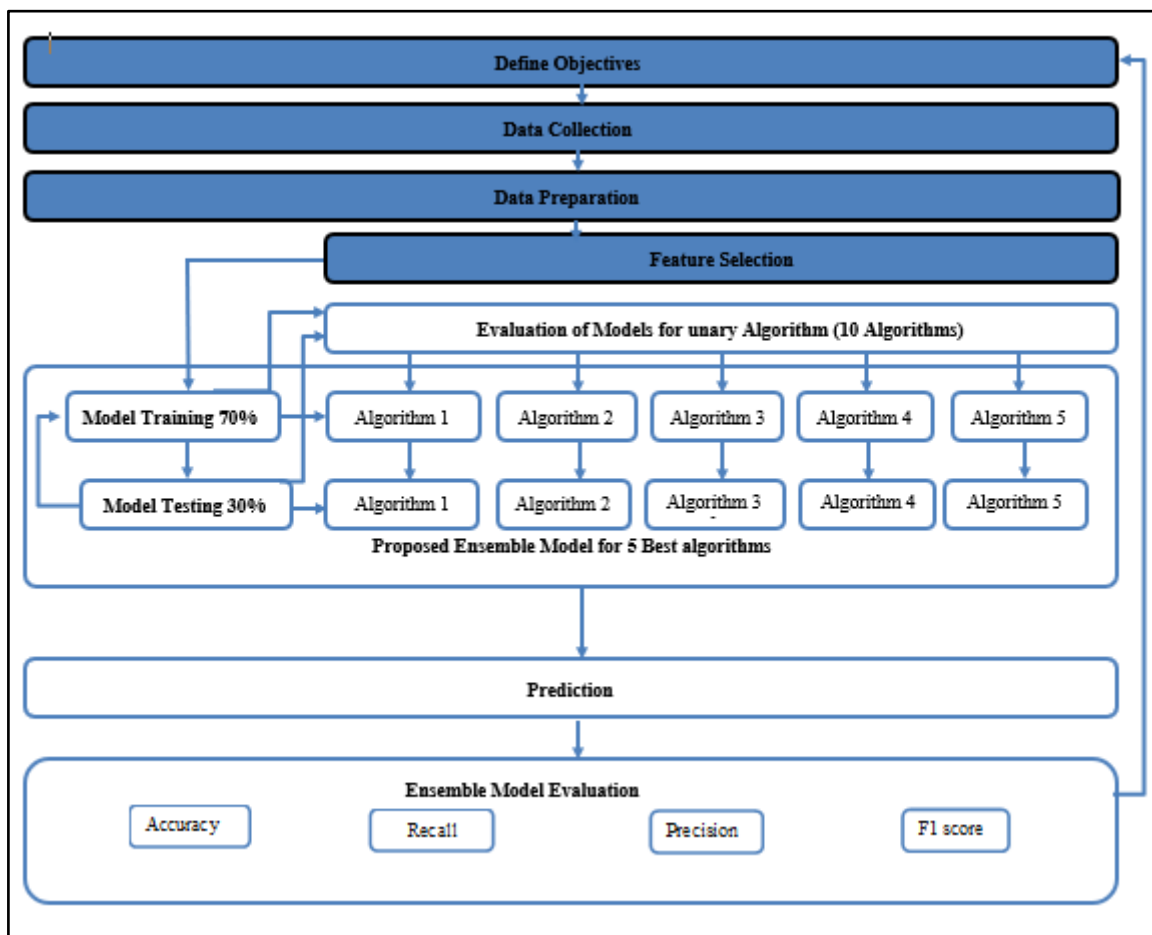 Define Objectives
Data Collection
Data Preparation
Feature Selection
Evaluation of Models for unary Algorithm (10 Algorithms)
Model Training 70%
Algorithm 1
Algorithm 2
Algorithm 3
Algorithm 4
Algorithm 5
Model Testing 30%
Algorithm 1
Algorithm 2
Algorithm 3
Algorithm 4
Algorithm 5
Proposed Ensemble Model for 5 Best algorithms
Prediction
Ensemble Model Evaluation
Accuracy
Recall
Precision
F1 score